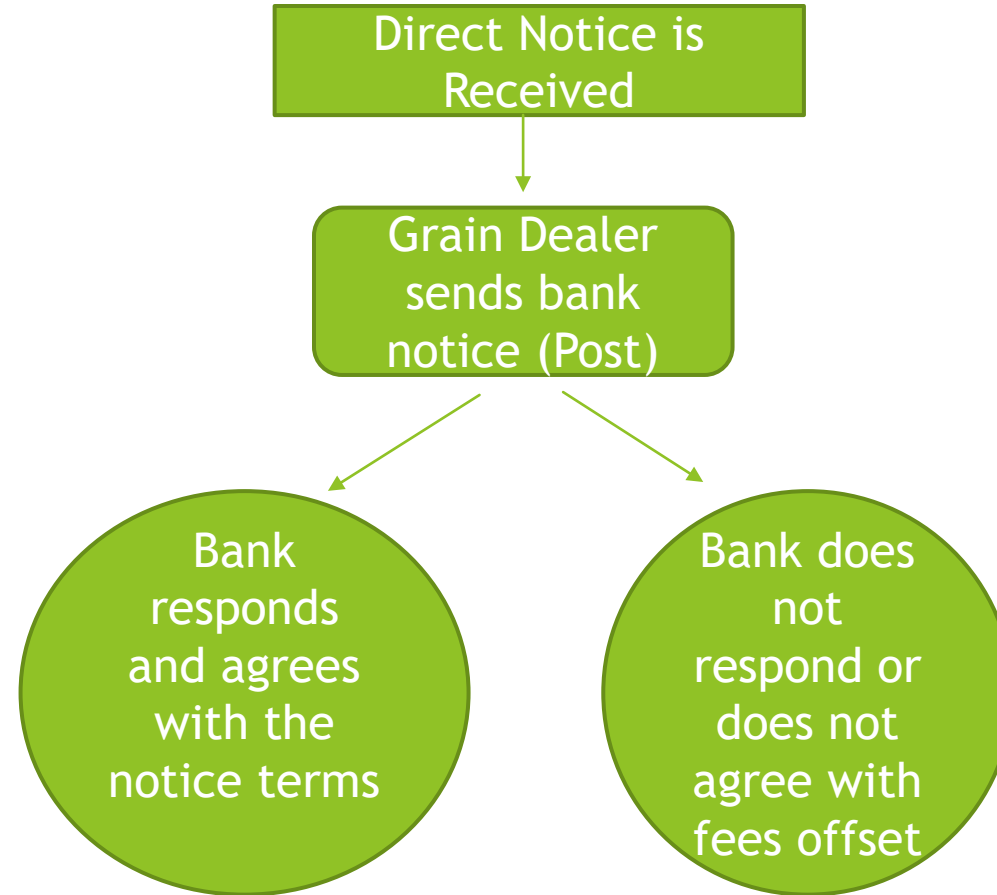 Direct Notice is
Received
Grain Dealer
sends bank
notice (Post)
Bank
responds
and agrees
with the
notice terms
Bank does
not
respond or
does not
agree with
fees offset